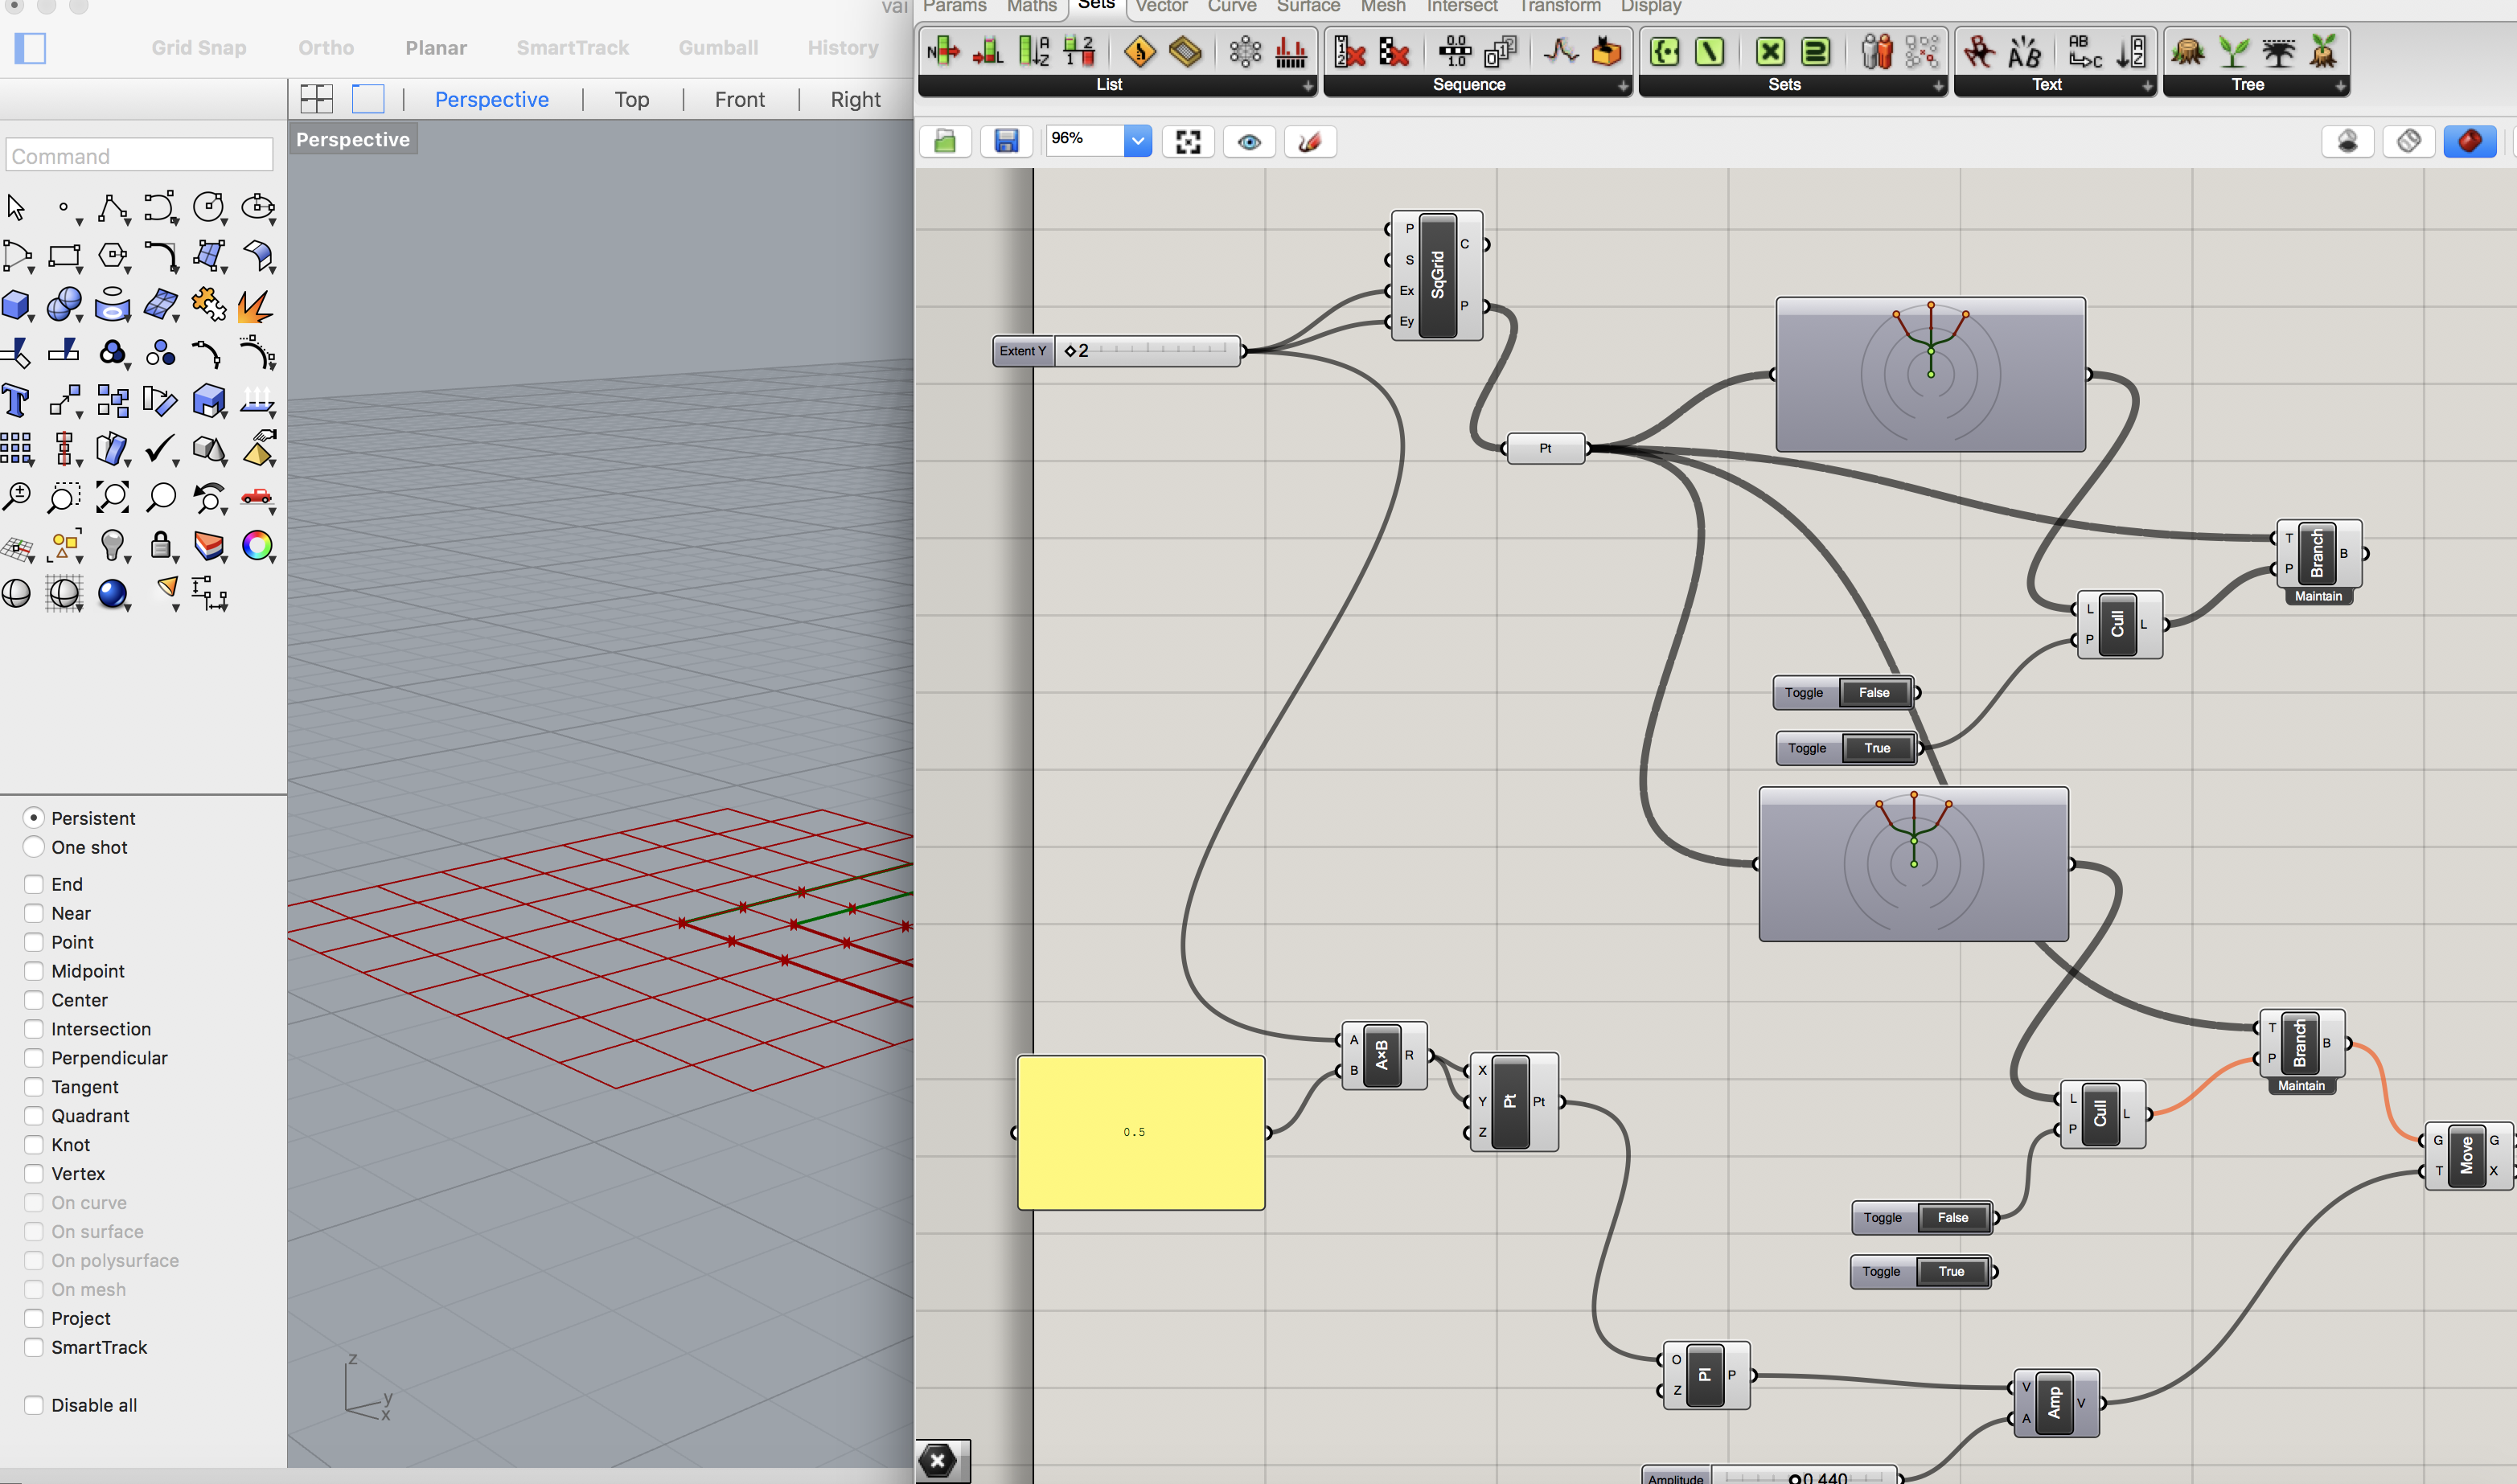 vai
Grid Snap
Ortho
Planar
SmartTrack
Gumball
History
Perspective
Top
Front
Right
Perspective
Command
Persistent
One shot
End
Near
Point
Midpoint
Center
Intersection
Perpendicular
Tangent
Quadrant
Knot
Vertex
On curve
On surface
On polysurface
On mesh
Project
SmartTrack
Disable all
z
y
x
Params
Maths
Sets
Vector
Curve
Surface
Mesh
Intersect
Transform
Display
List
Sequence
Sets
Text
Tree
96%
P
S
Ex
Ey
SqGrid
C
P
Extent Y
2
Pt
T
P
Branch
B
Maintain
L
P
Cull
L
Toggle
False
Toggle
True
A
B
A×B
R
0.5
X
Y
Z
Pt
Pt
T
P
Branch
B
Maintain
L
P
Cull
L
G
T
Move
G
X
Toggle
False
Toggle
True
O
Z
Pl
P
V
A
Amp
V
Amplitude
0.440